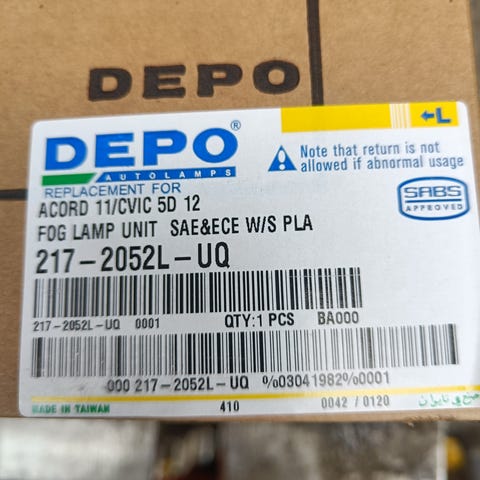 DEPO
DEPO®
AUTOLAMPS
←L
Note that return is not
allowed if abnormal usage
SABS
APPROVED
REPLACEMENT FOR
ACORD 11/CVIC 5D 12
FOG LAMP UNIT SAE&ECE W/S PLA
217-2052L-UQ
217-2052L-UQ 0001 QTY:1 PCS BA000
000 217-2052L-UQ %03041982%0001
MADE IN TAIWAN 410 0042 / 0120